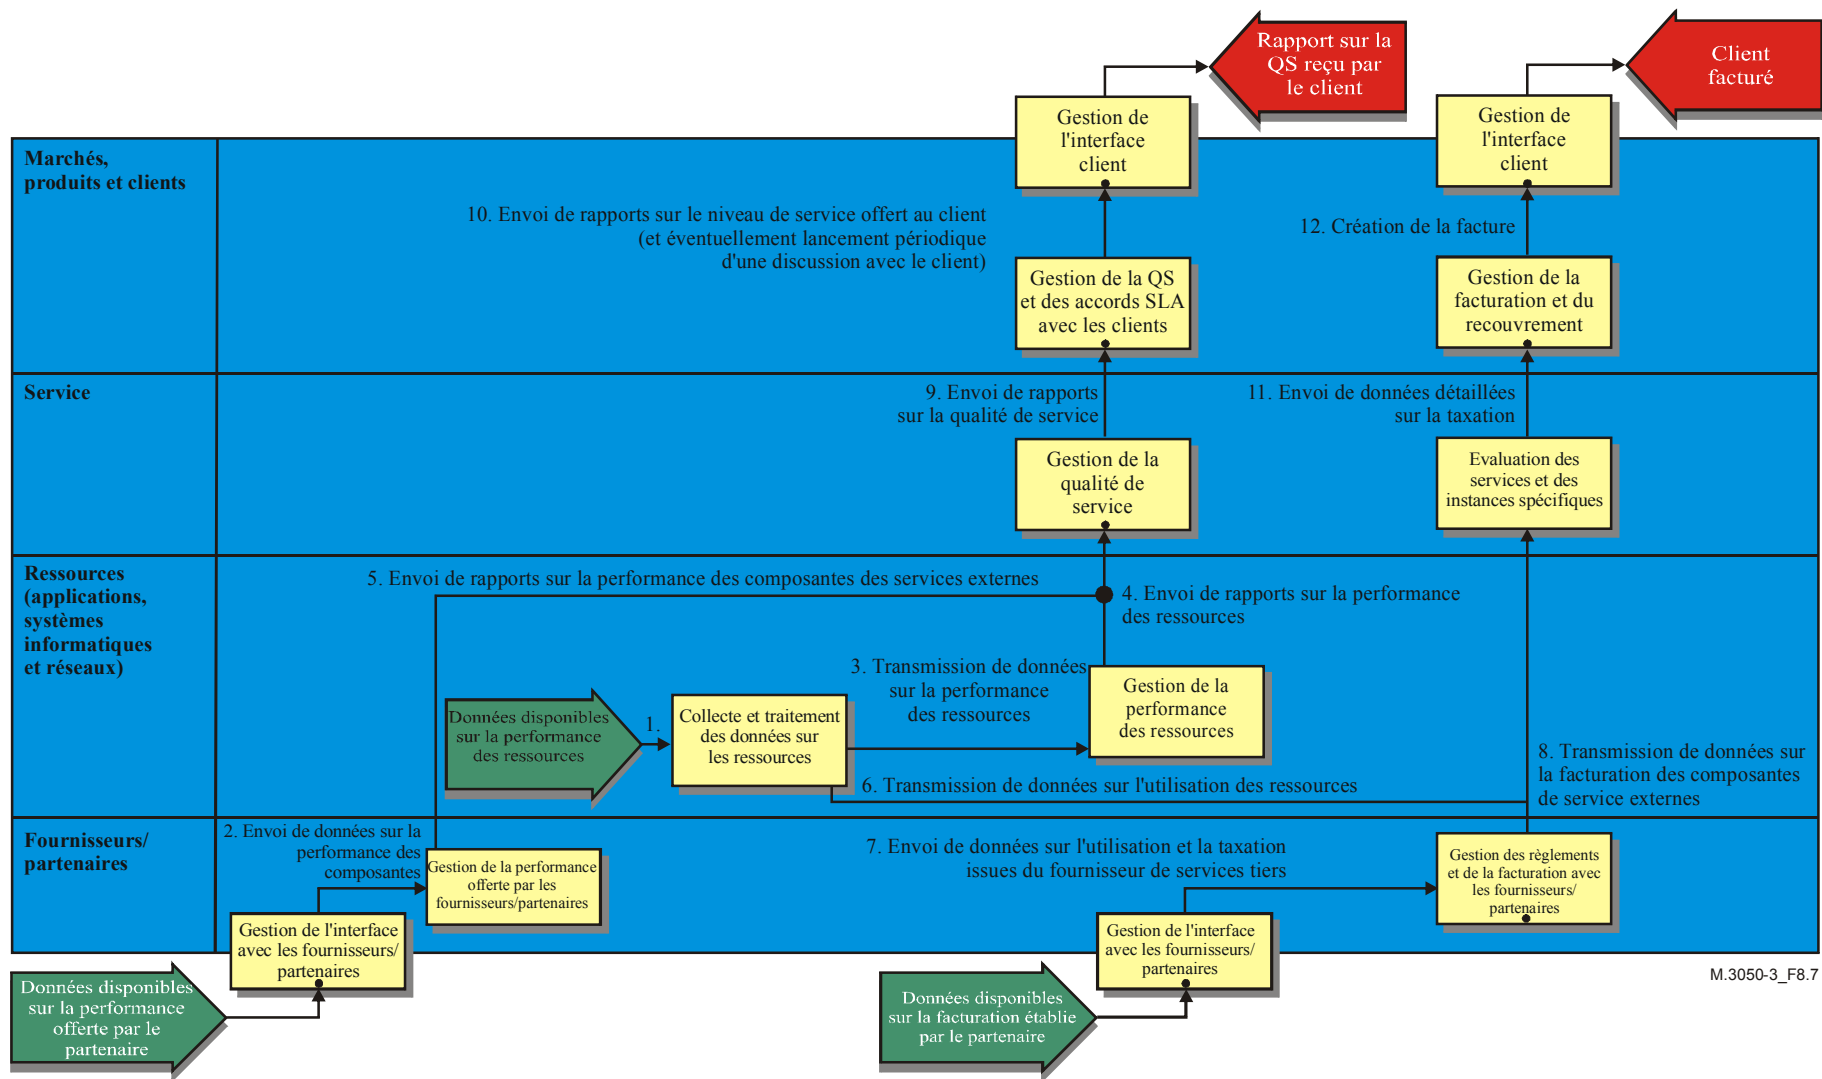 Rapport sur la
QS reçu par
le client
Client
facturé
Gestion de
l'interface
client
Gestion de
l'interface
client
Marchés,
produits et clients
10. Envoi de rapports sur le niveau de service offert au client
(et éventuellement lancement périodique
d'une discussion avec le client)
12. Création de la facture
Gestion de la QS
et des accords SLA
avec les clients
Gestion de la
facturation et du
recouvrement
Service
9. Envoi de rapports
sur la qualité de service
11. Envoi de données détaillées
sur la taxation
Gestion de la
qualité de
service
Evaluation des
services et des
instances spécifiques
Ressources
(applications,
systèmes
informatiques
et réseaux)
5. Envoi de rapports sur la performance des composantes des services externes
4. Envoi de rapports sur la performance
des ressources
3. Transmission de données
sur la performance
des ressources
Gestion de la
performance
des ressources
Données disponibles
sur la performance
des ressources
1.
Collecte et traitement
des données sur
les ressources
6. Transmission de données sur l'utilisation des ressources
8. Transmission de données sur
la facturation des composantes
de service externes
Fournisseurs/
partenaires
2. Envoi de données sur la
performance des
composantes
Gestion de la performance
offerte par les
fournisseurs/partenaires
7. Envoi de données sur l'utilisation et la taxation
issues du fournisseur de services tiers
Gestion des règlements
et de la facturation avec
les fournisseurs/
partenaires
Gestion de l'interface
avec les fournisseurs/
partenaires
Gestion de l'interface
avec les fournisseurs/
partenaires
Données disponibles
sur la performance
offerte par le
partenaire
Données disponibles
sur la facturation établie
par le partenaire
M.3050-3_F8.7